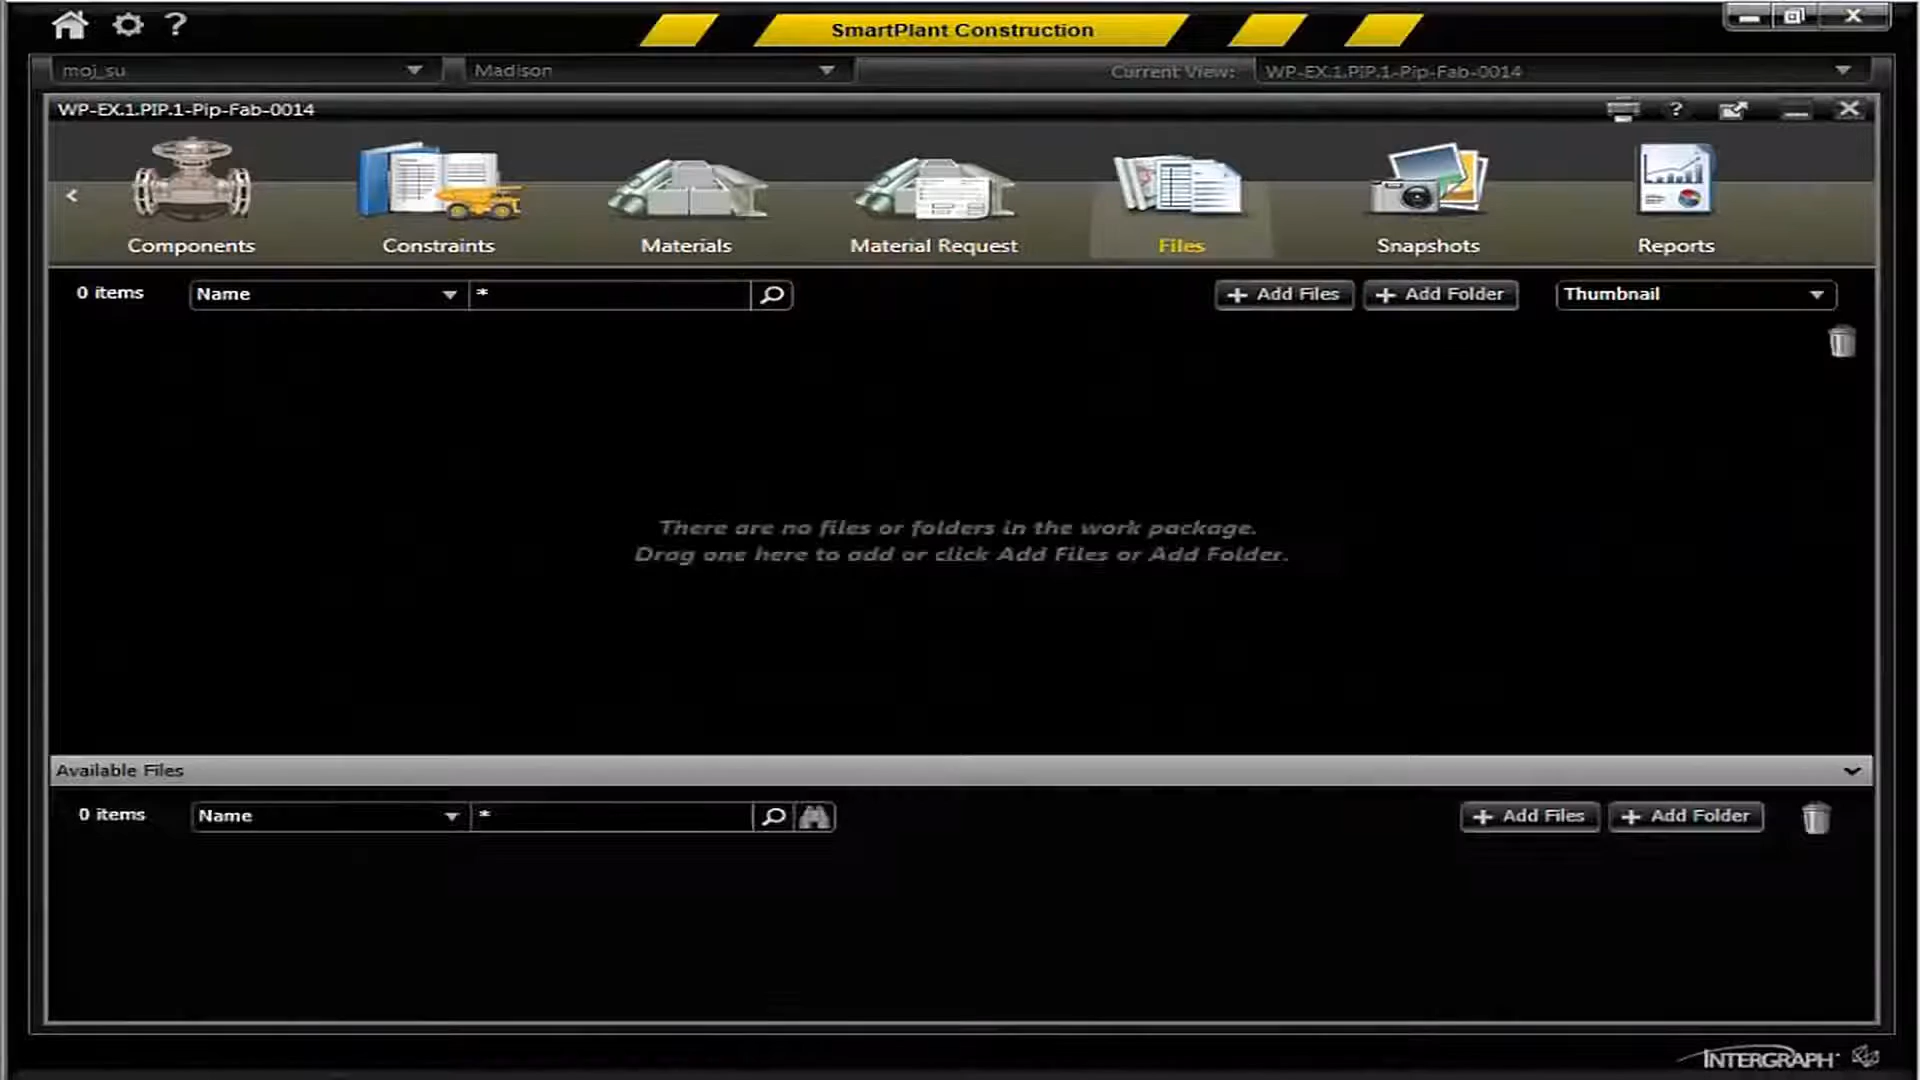 SmartPlant Construction
moj_su
Madison
Current View:
WP-EX.1.PIP.1-Pip-Fab-0014
WP-EX.1.PIP.1-Pip-Fab-0014
Components
Constraints
Materials
Material Request
Files
Snapshots
Reports
0 items
Name
*
+ Add Files
+ Add Folder
Thumbnail
There are no files or folders in the work package.
Drag one here to add or click Add Files or Add Folder.
Available Files
0 items
Name
*
+ Add Files
+ Add Folder
INTERGRAPH